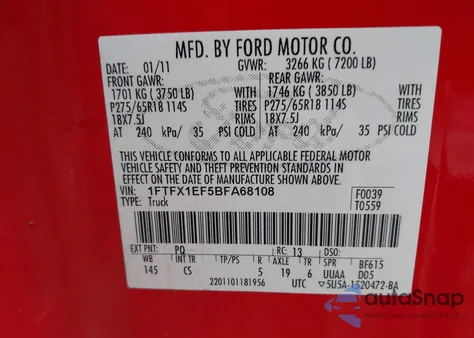 MFD. BY FORD MOTOR CO.
DATE: 01/11 GVWR: 3266 KG (7200 LB)
FRONT GAWR: REAR GAWR:
1701 KG (3750 LB) 1746 KG (3850 LB)
P275/65R18 114S TIRES P275/65R18 114S TIRES
18X7.5J RIMS 18X7.5J RIMS
AT 240 kPa/ 35 PSI COLD AT 240 kPa/ 35 PSI COLD
THIS VEHICLE CONFORMS TO ALL APPLICABLE FEDERAL MOTOR
VEHICLE SAFETY AND THEFT PREVENTION STANDARDS IN
EFFECT ON THE DATE OF MANUFACTURE SHOWN ABOVE.
VIN: 1FTFX1EF5BFA68108 F0039
TYPE: Truck T0559
EXT PNT: PQ RC: 13 DSO:
WB INT TR TP/PS R AXLE TR BF615
145 CS 5 19 6 UUAA D05
2201101181956 UTC ▽5U5A-1520472-BA
autoSnap